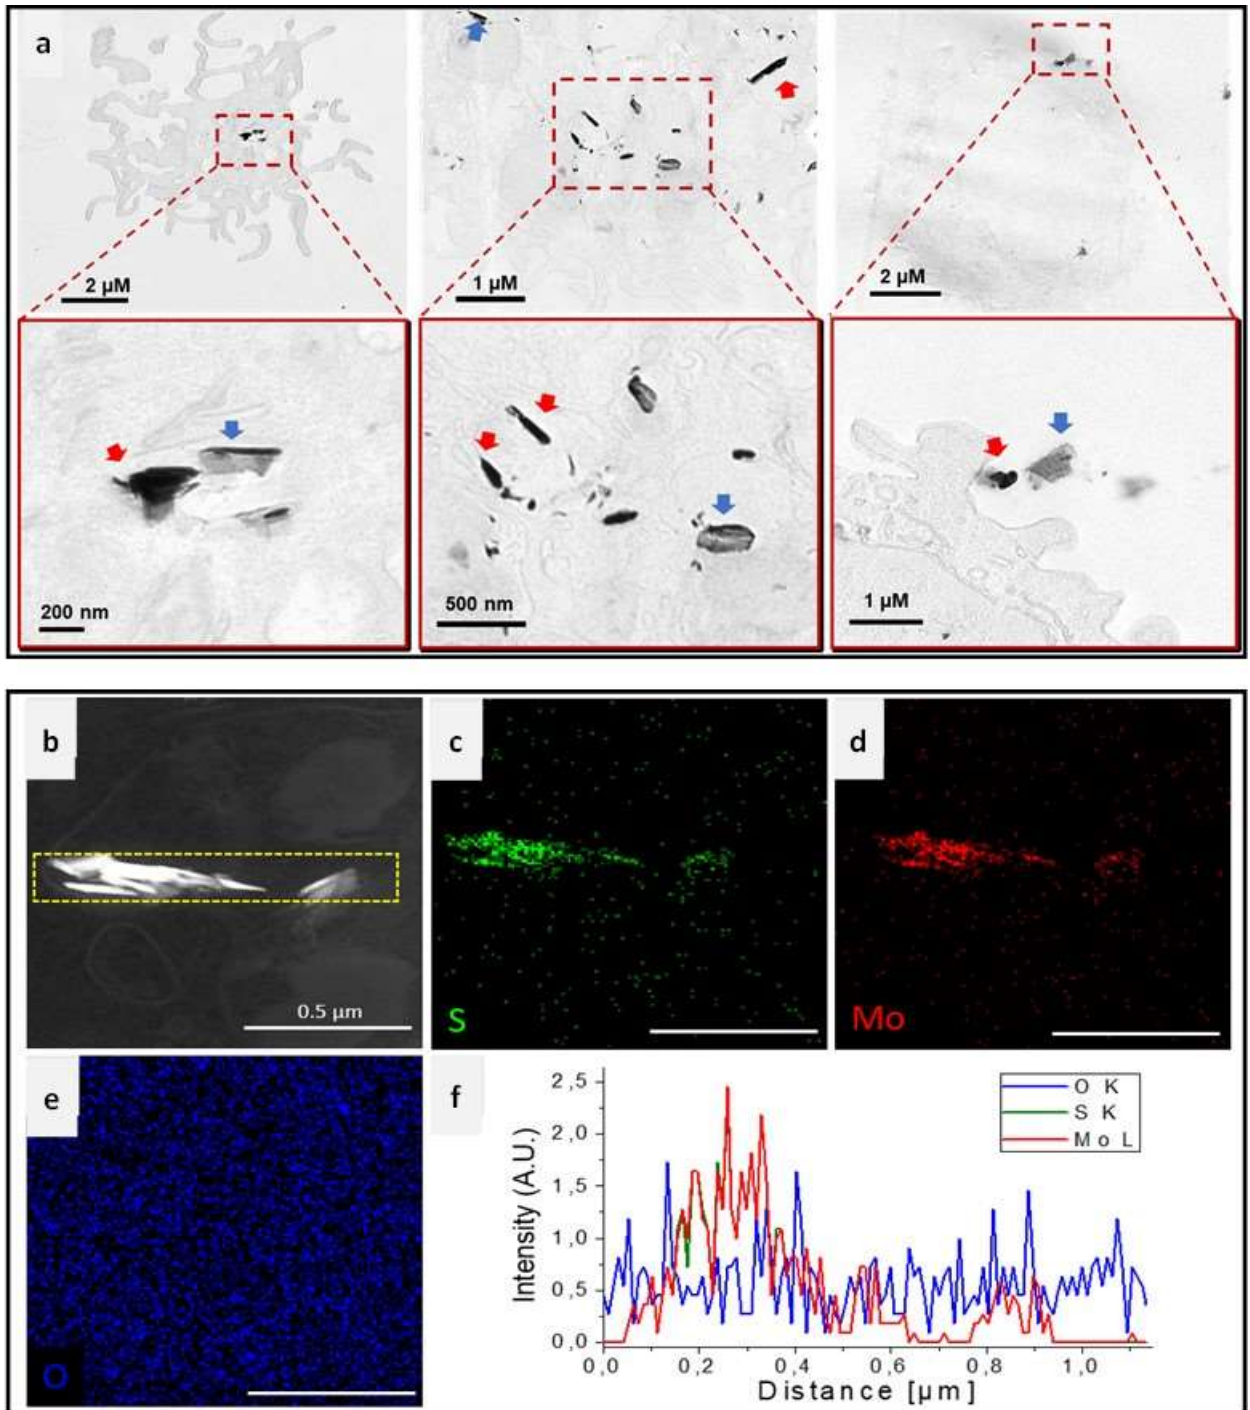 a
2 µM
1 µM
2 µM
200 nm
500 nm
1 µM
b
0.5 µm
c
S
d
Mo
e
O
f
Intensity (A.U.)
2,5
2,0
1,5
1,0
0,5
0,0
O K
S K
Mo L
0,0 0,2 0,4 0,6 0,8 1,0
Distance [µm]